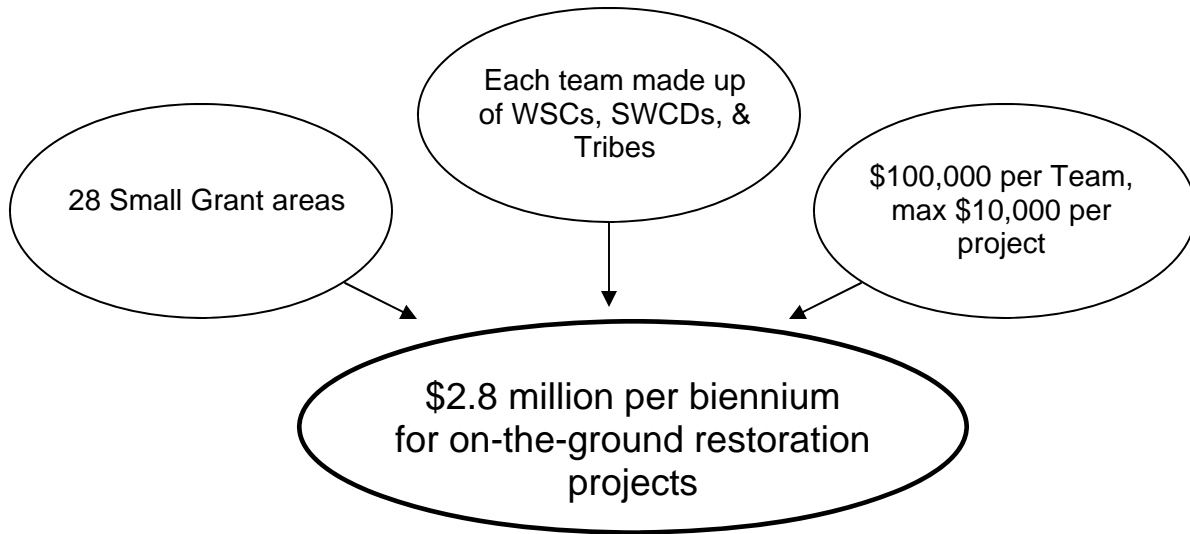 28 Small Grant areas
Each team made up
of WSCs, SWCDs, &
Tribes
$100,000 per Team,
max $10,000 per
project
$2.8 million per biennium
for on-the-ground restoration
projects